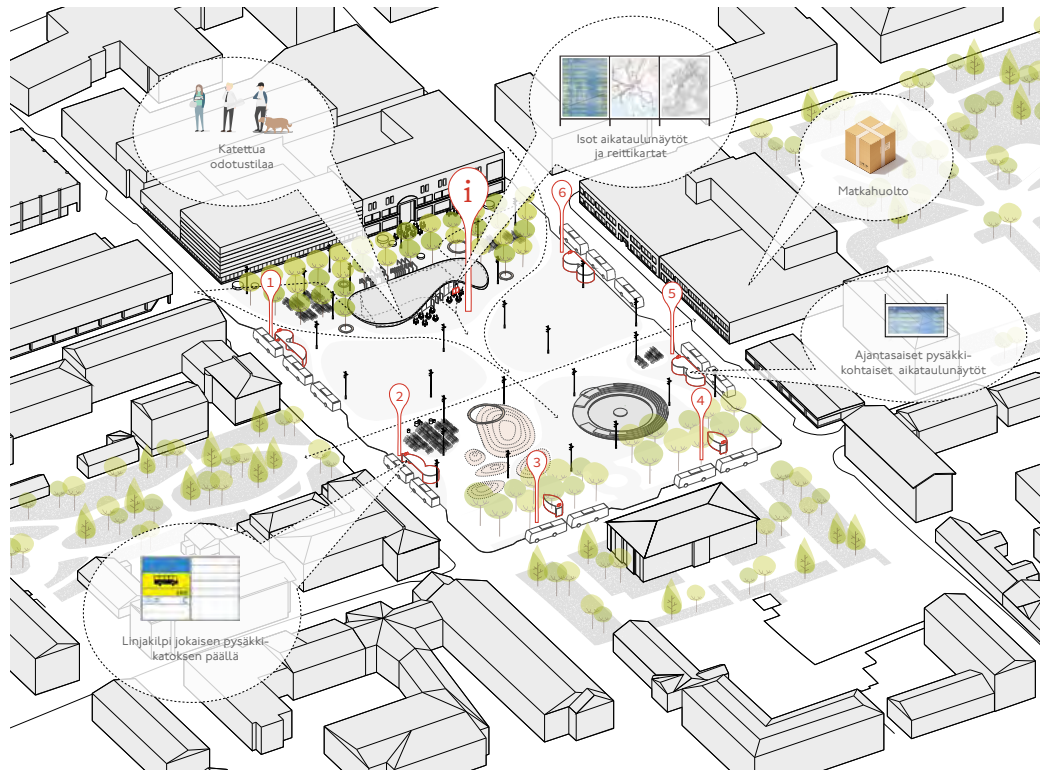 Katettua
odotustilaa
Isot aikataulunäytöt
ja reittikartat
Matkahuolto
i
6
1
5
Ajantasaiset pysäkki-
kohtaiset aikataulunäytöt
2
4
3
Linjakilpi jokaisen pysäkki-
katoksen päällä